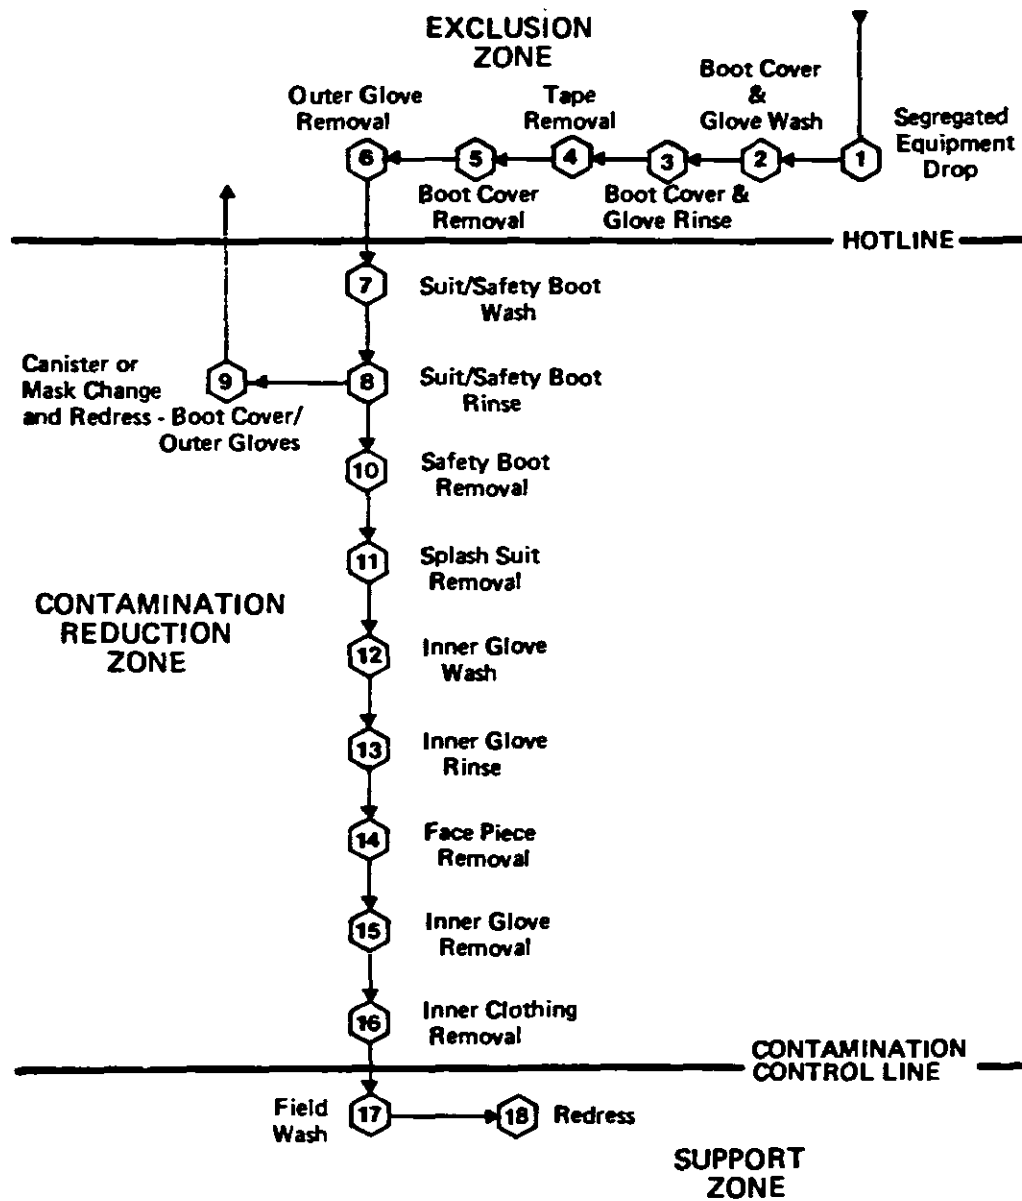 EXCLUSION
ZONE
Boot Cover
&
Glove Wash
Tape
Removal
Outer Glove
Removal
Segregated
Equipment
Drop
6
5
4
3
2
1
Boot Cover
Removal
Boot Cover &
Glove Rinse
HOTLINE
7
Suit/Safety Boot
Wash
Canister or
Mask Change
and Redress - Boot Cover/
Outer Gloves
9
8
Suit/Safety Boot
Rinse
10
Safety Boot
Removal
11
Splash Suit
Removal
CONTAMINATION
REDUCTION
ZONE
12
Inner Glove
Wash
13
Inner Glove
Rinse
14
Face Piece
Removal
15
Inner Glove
Removal
16
Inner Clothing
Removal
CONTAMINATION
CONTROL LINE
Field
Wash
17
18
Redress
SUPPORT
ZONE